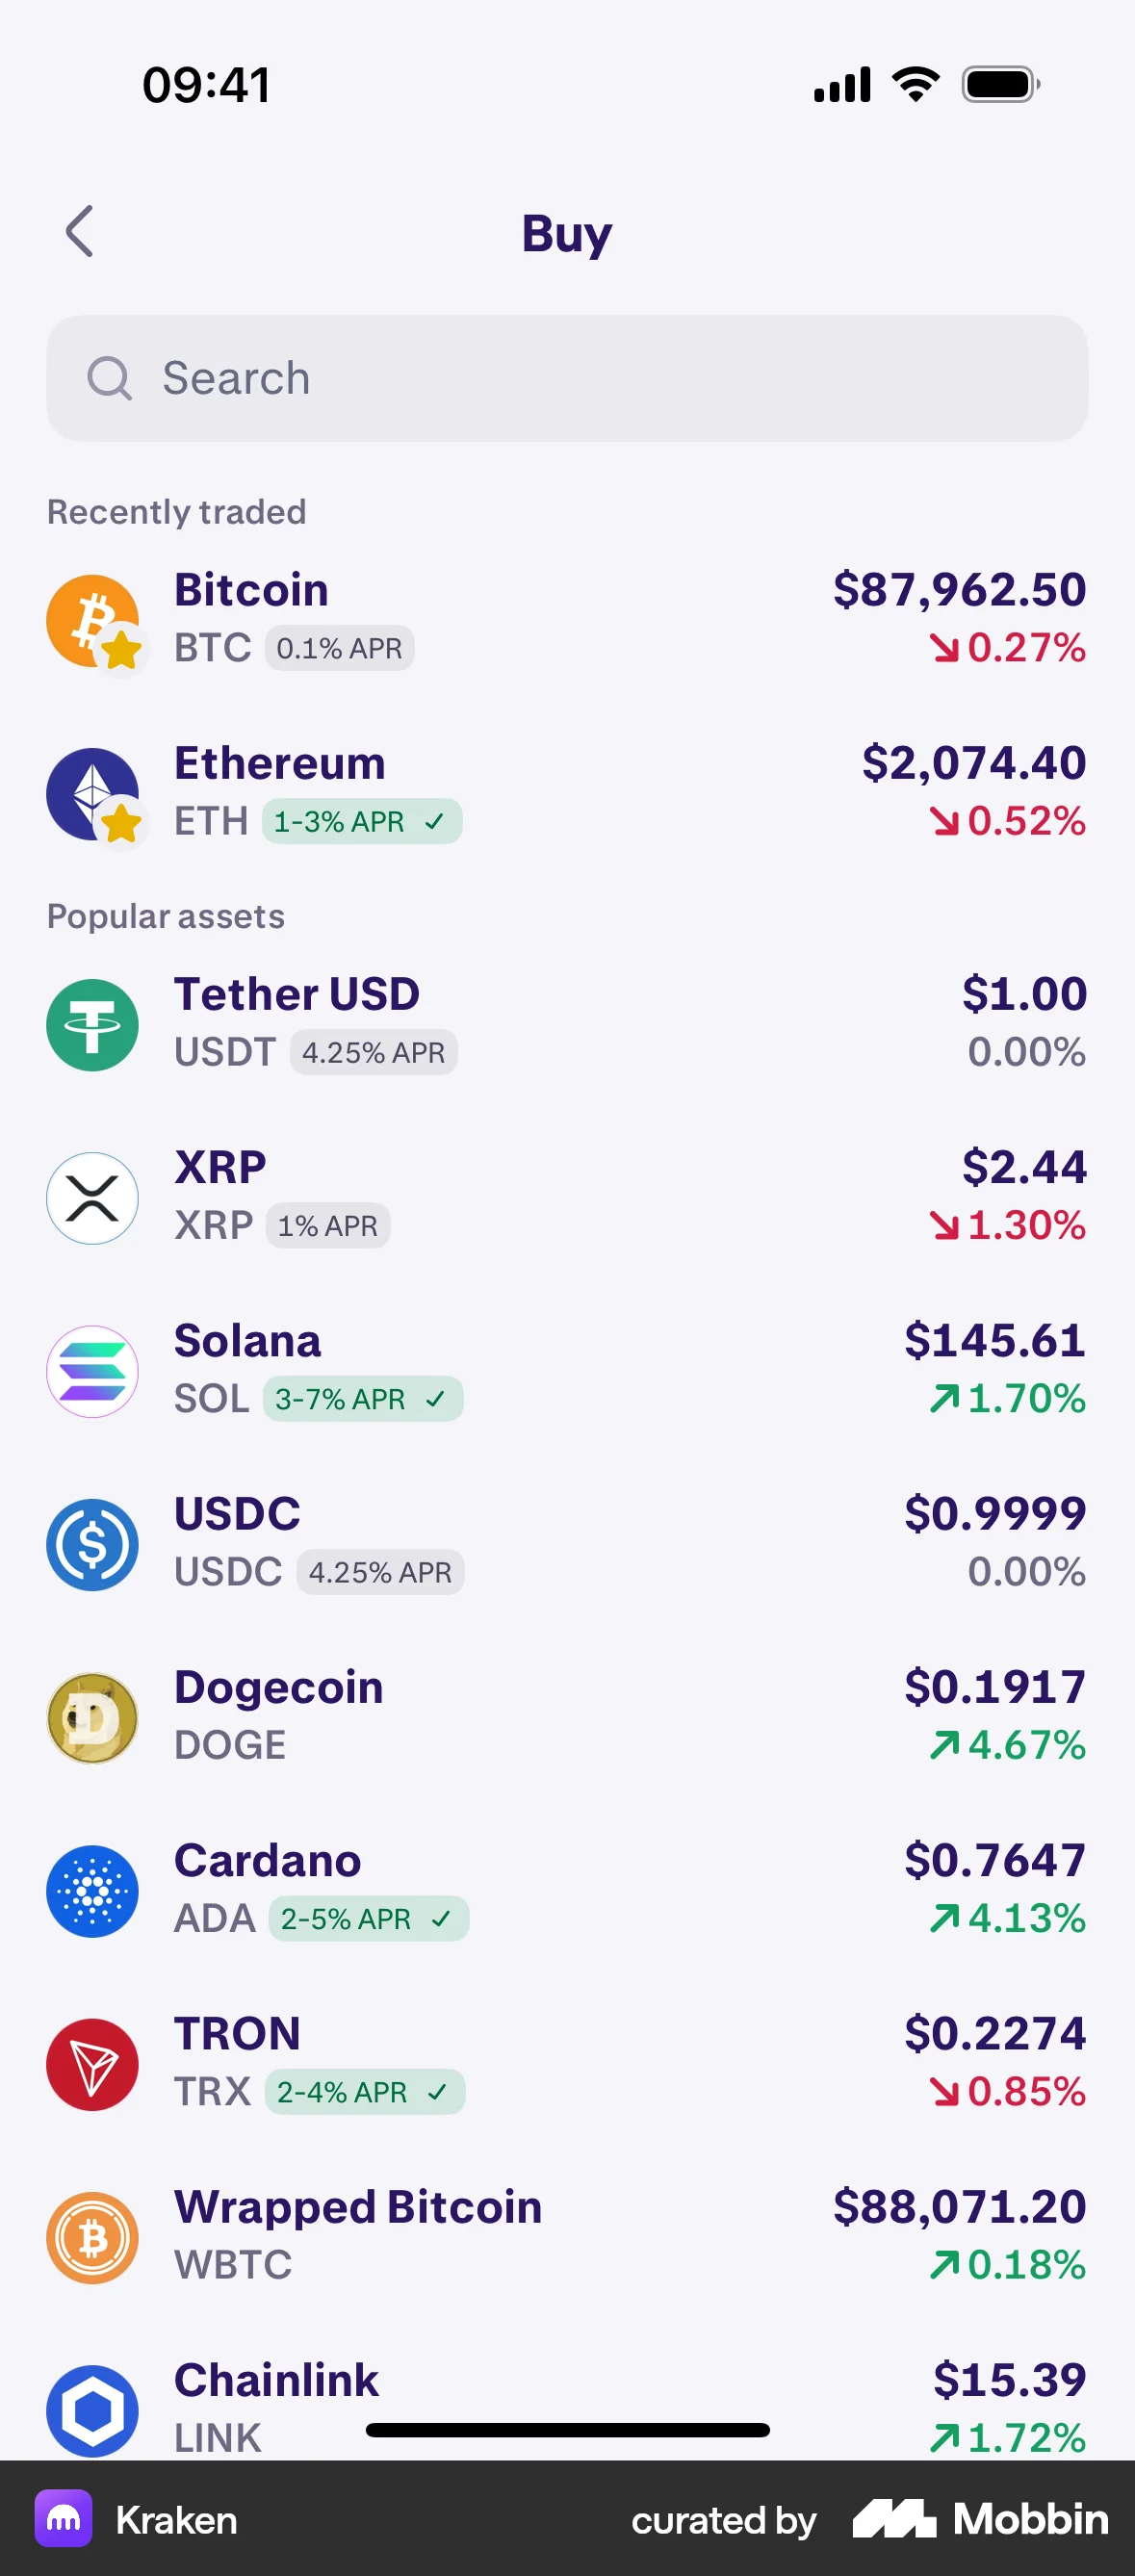 09:41
Buy
Search
Recently traded
Bitcoin $87,962.50
BTC 0.1% APR 0.27%
Ethereum $2,074.40
ETH 1-3% APR 0.52%
Popular assets
Tether USD $1.00
USDT 4.25% APR 0.00%
XRP $2.44
XRP 1% APR 1.30%
Solana $145.61
SOL 3-7% APR 1.70%
USDC $0.9999
USDC 4.25% APR 0.00%
Dogecoin $0.1917
DOGE 4.67%
Cardano $0.7647
ADA 2-5% APR 4.13%
TRON $0.2274
TRX 2-4% APR 0.85%
Wrapped Bitcoin $88,071.20
WBTC 0.18%
Chainlink $15.39
LINK 1.72%
Kraken curated by Mobbin